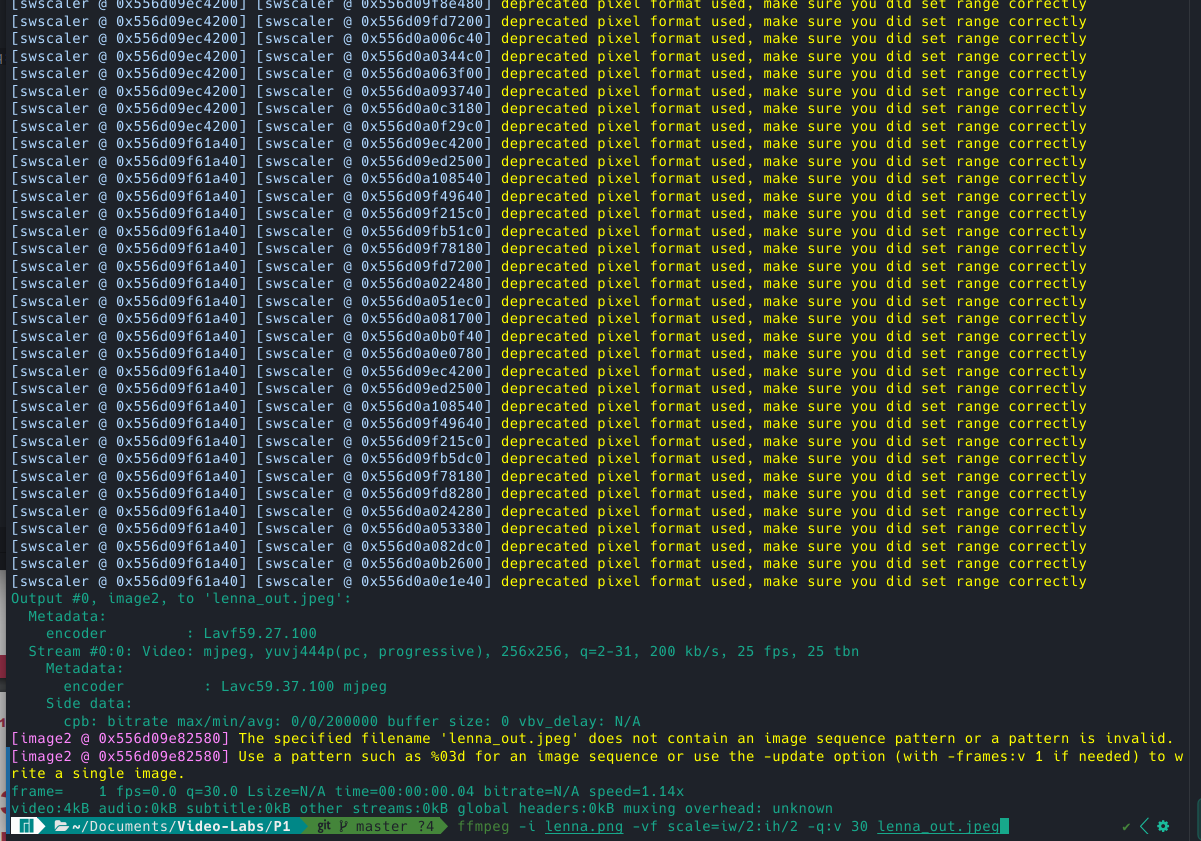 [swscaler @ 0x556d09ec4200] [swscaler @ 0x556d09f8e480] deprecated pixel format used, make sure you did set range correctly
[swscaler @ 0x556d09ec4200] [swscaler @ 0x556d09fd7200] deprecated pixel format used, make sure you did set range correctly
[swscaler @ 0x556d09ec4200] [swscaler @ 0x556d0a006c40] deprecated pixel format used, make sure you did set range correctly
[swscaler @ 0x556d09ec4200] [swscaler @ 0x556d0a0344c0] deprecated pixel format used, make sure you did set range correctly
[swscaler @ 0x556d09ec4200] [swscaler @ 0x556d0a063f00] deprecated pixel format used, make sure you did set range correctly
[swscaler @ 0x556d09ec4200] [swscaler @ 0x556d0a093740] deprecated pixel format used, make sure you did set range correctly
[swscaler @ 0x556d09ec4200] [swscaler @ 0x556d0a0c3180] deprecated pixel format used, make sure you did set range correctly
[swscaler @ 0x556d09ec4200] [swscaler @ 0x556d0a0f29c0] deprecated pixel format used, make sure you did set range correctly
[swscaler @ 0x556d09f61a40] [swscaler @ 0x556d09ec4200] deprecated pixel format used, make sure you did set range correctly
[swscaler @ 0x556d09f61a40] [swscaler @ 0x556d09ed2500] deprecated pixel format used, make sure you did set range correctly
[swscaler @ 0x556d09f61a40] [swscaler @ 0x556d0a108540] deprecated pixel format used, make sure you did set range correctly
[swscaler @ 0x556d09f61a40] [swscaler @ 0x556d09f49640] deprecated pixel format used, make sure you did set range correctly
[swscaler @ 0x556d09f61a40] [swscaler @ 0x556d09f215c0] deprecated pixel format used, make sure you did set range correctly
[swscaler @ 0x556d09f61a40] [swscaler @ 0x556d09fb51c0] deprecated pixel format used, make sure you did set range correctly
[swscaler @ 0x556d09f61a40] [swscaler @ 0x556d09f78180] deprecated pixel format used, make sure you did set range correctly
[swscaler @ 0x556d09f61a40] [swscaler @ 0x556d09fd7200] deprecated pixel format used, make sure you did set range correctly
[swscaler @ 0x556d09f61a40] [swscaler @ 0x556d0a022480] deprecated pixel format used, make sure you did set range correctly
[swscaler @ 0x556d09f61a40] [swscaler @ 0x556d0a051ec0] deprecated pixel format used, make sure you did set range correctly
[swscaler @ 0x556d09f61a40] [swscaler @ 0x556d0a081700] deprecated pixel format used, make sure you did set range correctly
[swscaler @ 0x556d09f61a40] [swscaler @ 0x556d0a0b0f40] deprecated pixel format used, make sure you did set range correctly
[swscaler @ 0x556d09f61a40] [swscaler @ 0x556d0a0e0780] deprecated pixel format used, make sure you did set range correctly
[swscaler @ 0x556d09f61a40] [swscaler @ 0x556d09ec4200] deprecated pixel format used, make sure you did set range correctly
[swscaler @ 0x556d09f61a40] [swscaler @ 0x556d09ed2500] deprecated pixel format used, make sure you did set range correctly
[swscaler @ 0x556d09f61a40] [swscaler @ 0x556d0a108540] deprecated pixel format used, make sure you did set range correctly
[swscaler @ 0x556d09f61a40] [swscaler @ 0x556d09f49640] deprecated pixel format used, make sure you did set range correctly
[swscaler @ 0x556d09f61a40] [swscaler @ 0x556d09f215c0] deprecated pixel format used, make sure you did set range correctly
[swscaler @ 0x556d09f61a40] [swscaler @ 0x556d09fb5dc0] deprecated pixel format used, make sure you did set range correctly
[swscaler @ 0x556d09f61a40] [swscaler @ 0x556d09f78180] deprecated pixel format used, make sure you did set range correctly
[swscaler @ 0x556d09f61a40] [swscaler @ 0x556d09fd8280] deprecated pixel format used, make sure you did set range correctly
[swscaler @ 0x556d09f61a40] [swscaler @ 0x556d0a024280] deprecated pixel format used, make sure you did set range correctly
[swscaler @ 0x556d09f61a40] [swscaler @ 0x556d0a053380] deprecated pixel format used, make sure you did set range correctly
[swscaler @ 0x556d09f61a40] [swscaler @ 0x556d0a082dc0] deprecated pixel format used, make sure you did set range correctly
[swscaler @ 0x556d09f61a40] [swscaler @ 0x556d0a0b2600] deprecated pixel format used, make sure you did set range correctly
[swscaler @ 0x556d09f61a40] [swscaler @ 0x556d0a0e1e40] deprecated pixel format used, make sure you did set range correctly
Output #0, image2, to 'lenna_out.jpeg':
Metadata:
encoder : Lavf59.27.100
Stream #0:0: Video: mjpeg, yuvj444p(pc, progressive), 256x256, q=2-31, 200 kb/s, 25 fps, 25 tbn
Metadata:
encoder : Lavc59.37.100 mjpeg
Side data:
cpb: bitrate max/min/avg: 0/0/200000 buffer size: 0 vbv_delay: N/A
[image2 @ 0x556d09e82580] The specified filename 'lenna_out.jpeg' does not contain an image sequence pattern or a pattern is invalid.
[image2 @ 0x556d09e82580] Use a pattern such as %03d for an image sequence or use the -update option (with -frames:v 1 if needed) to w
rite a single image.
frame= 1 fps=0.0 q=30.0 Lsize=N/A time=00:00:00.04 bitrate=N/A speed=1.14x
video:4kB audio:0kB subtitle:0kB other streams:0kB global headers:0kB muxing overhead: unknown
~/Documents/Video-Labs/P1 git master ?4 ffmpeg -i lenna.png -vf scale=iw/2:ih/2 -q:v 30 lenna_out.jpeg